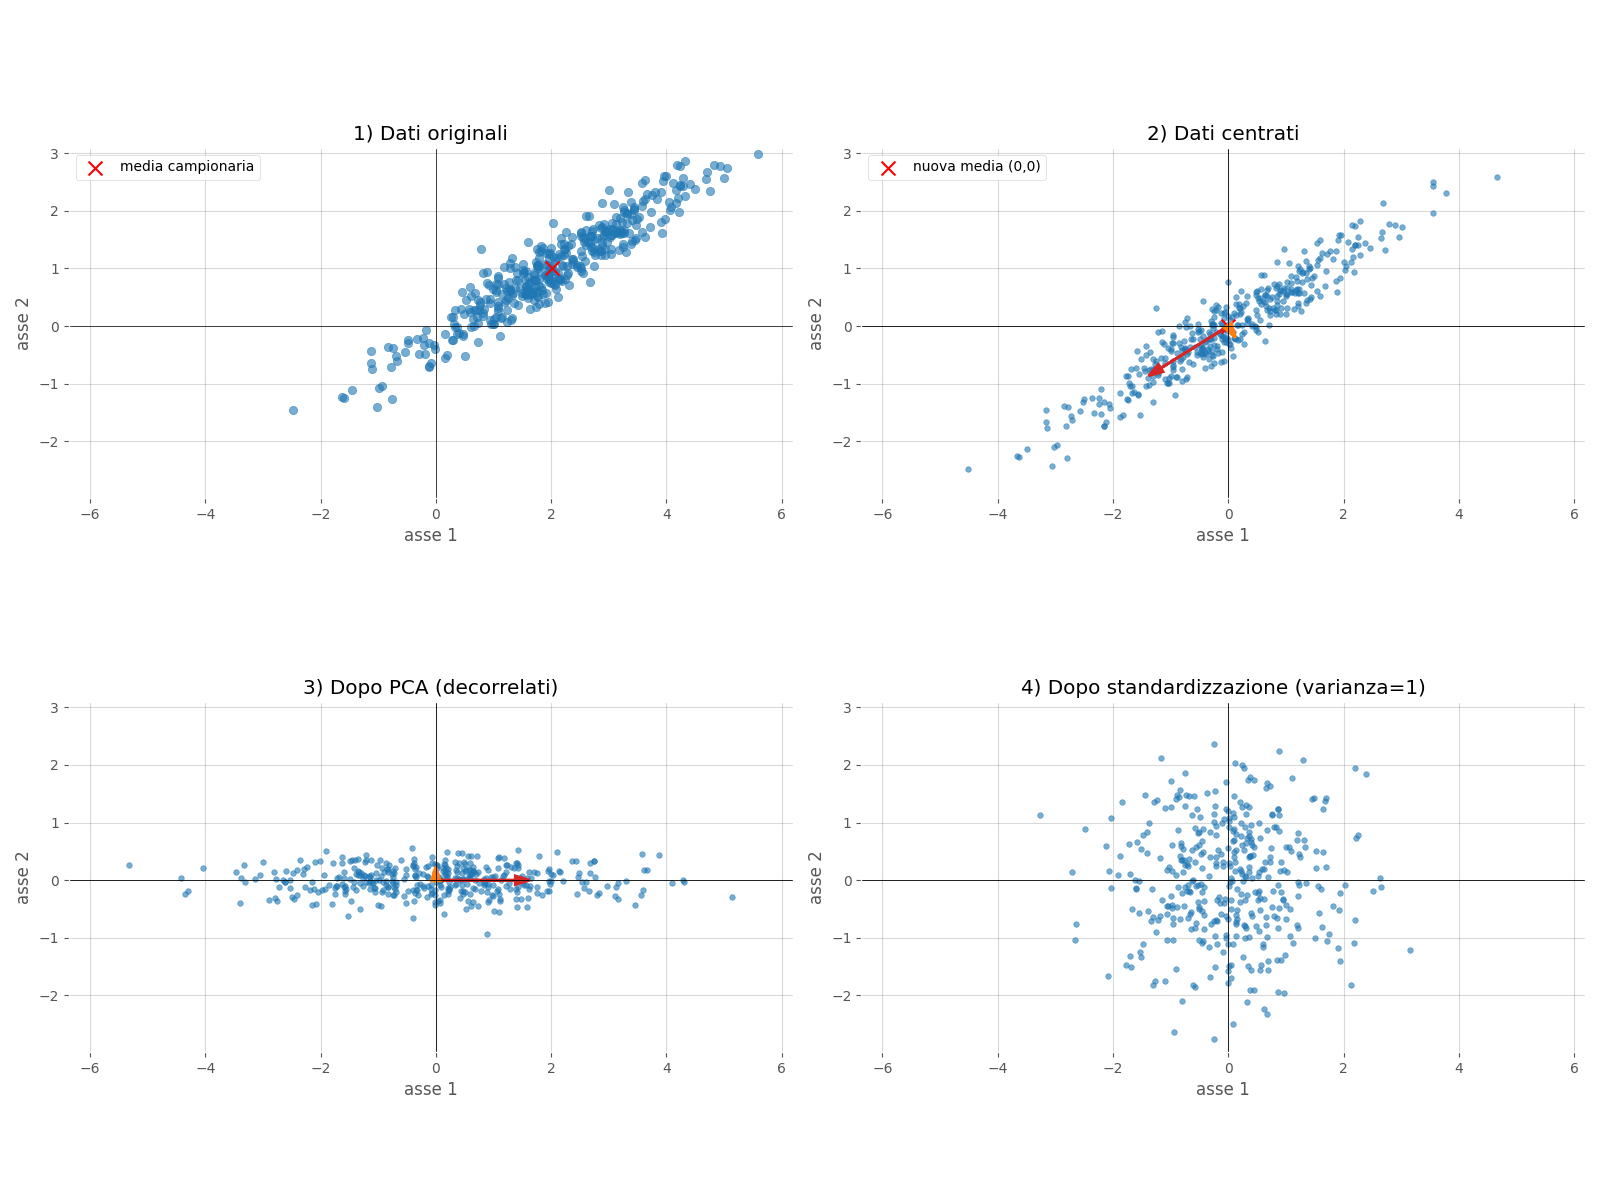 1) Dati originali
media campionaria
3
2
1
0
−1
−2
asse 2
−6 −4 −2 0 2 4 6
asse 1
2) Dati centrati
nuova media (0,0)
3
2
1
0
−1
−2
asse 2
−6 −4 −2 0 2 4 6
asse 1
3) Dopo PCA (decorrelati)
3
2
1
0
−1
−2
asse 2
−6 −4 −2 0 2 4 6
asse 1
4) Dopo standardizzazione (varianza=1)
3
2
1
0
−1
−2
asse 2
−6 −4 −2 0 2 4 6
asse 1